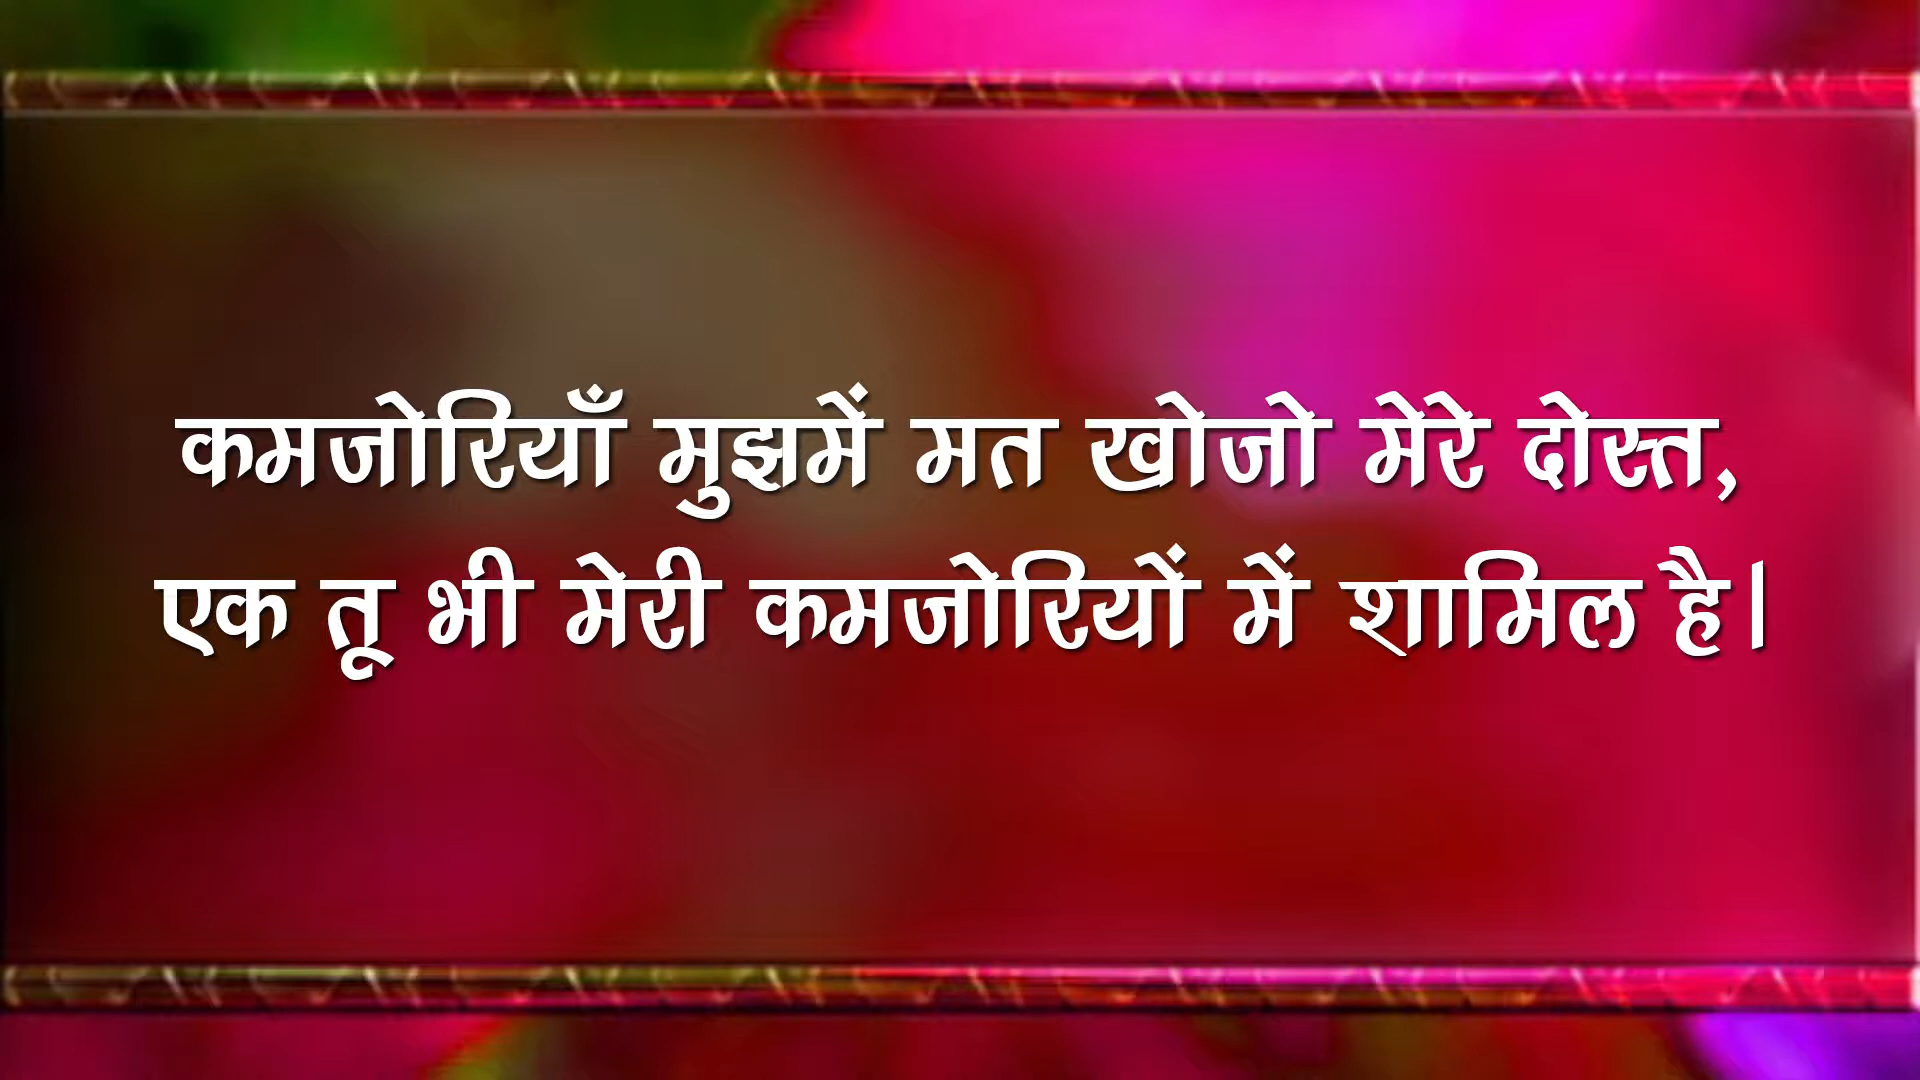 कमजोरियाँ मुझमें मत खोजो मेरे दोस्त,
एक तू भी मेरी कमजोरियों में शामिल है।